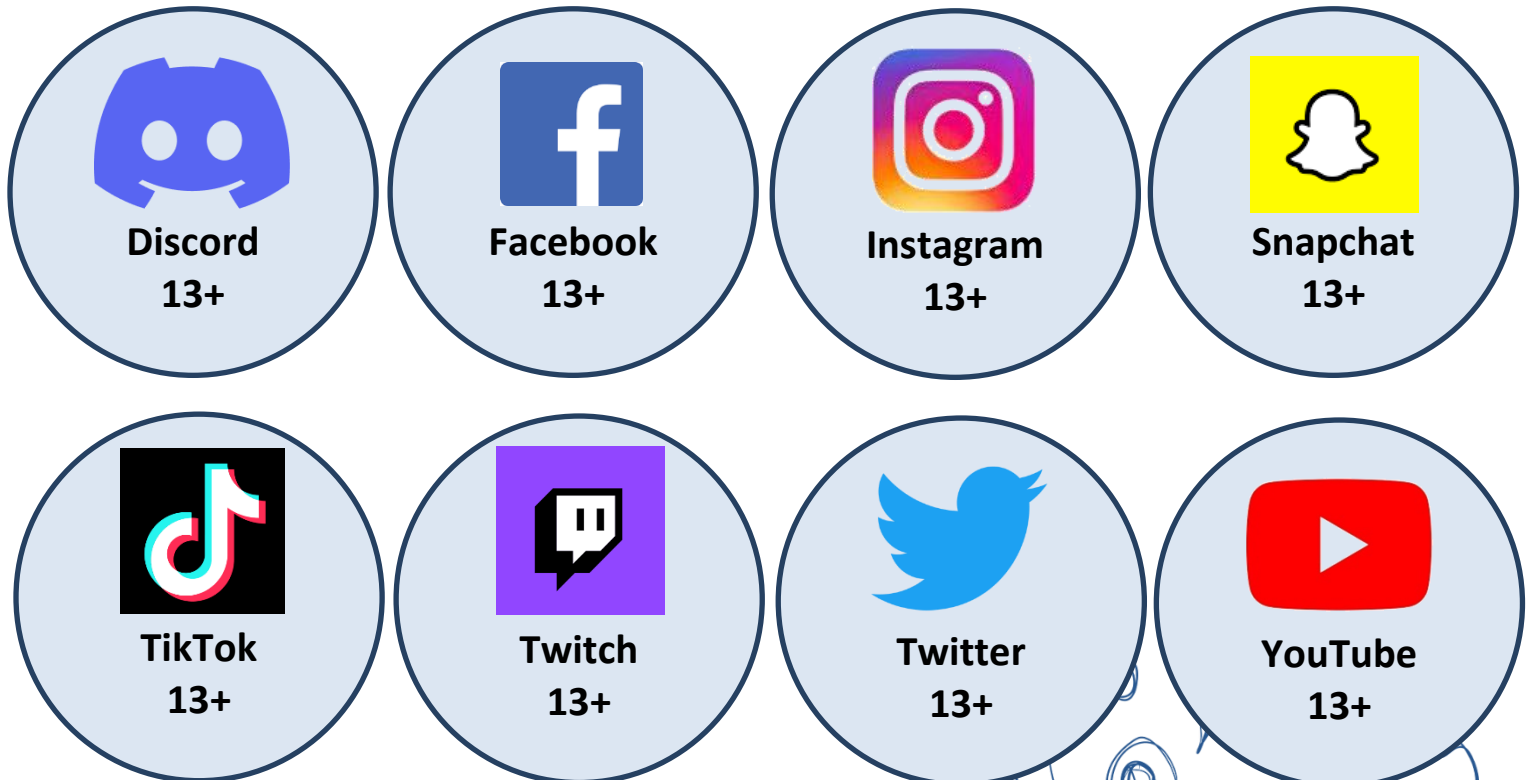 Discord
13+
Facebook
13+
Instagram
13+
Snapchat
13+
TikTok
13+
Twitch
13+
Twitter
13+
YouTube
13+